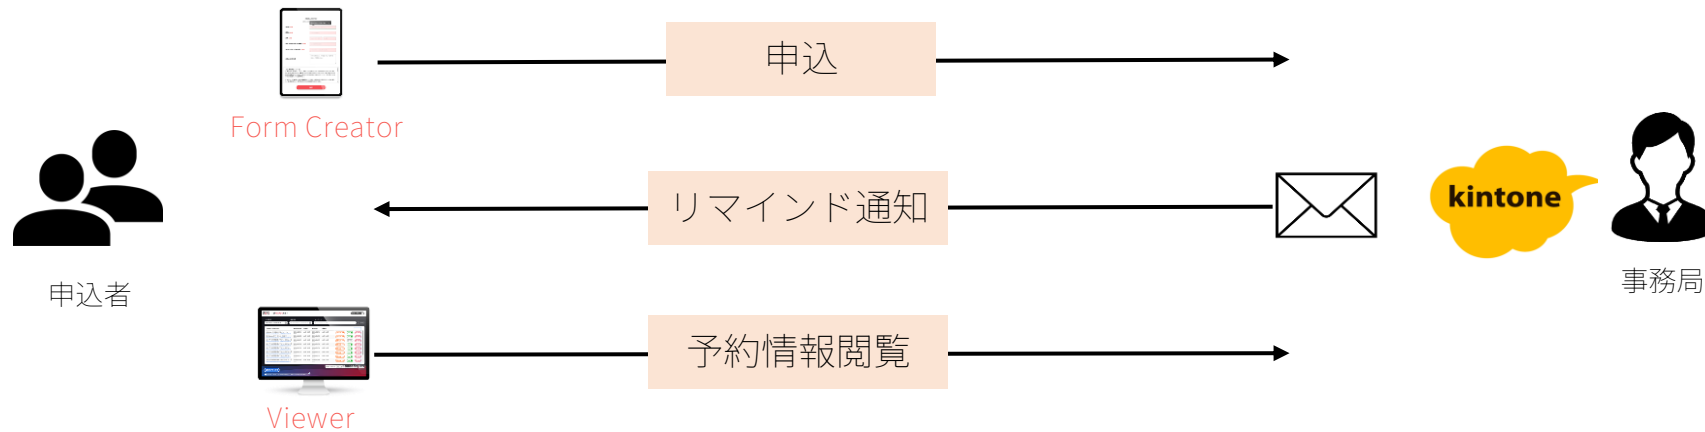 申込
Form Creator
リマインド通知
kintone
申込者
事務局
予約情報閲覧
Viewer